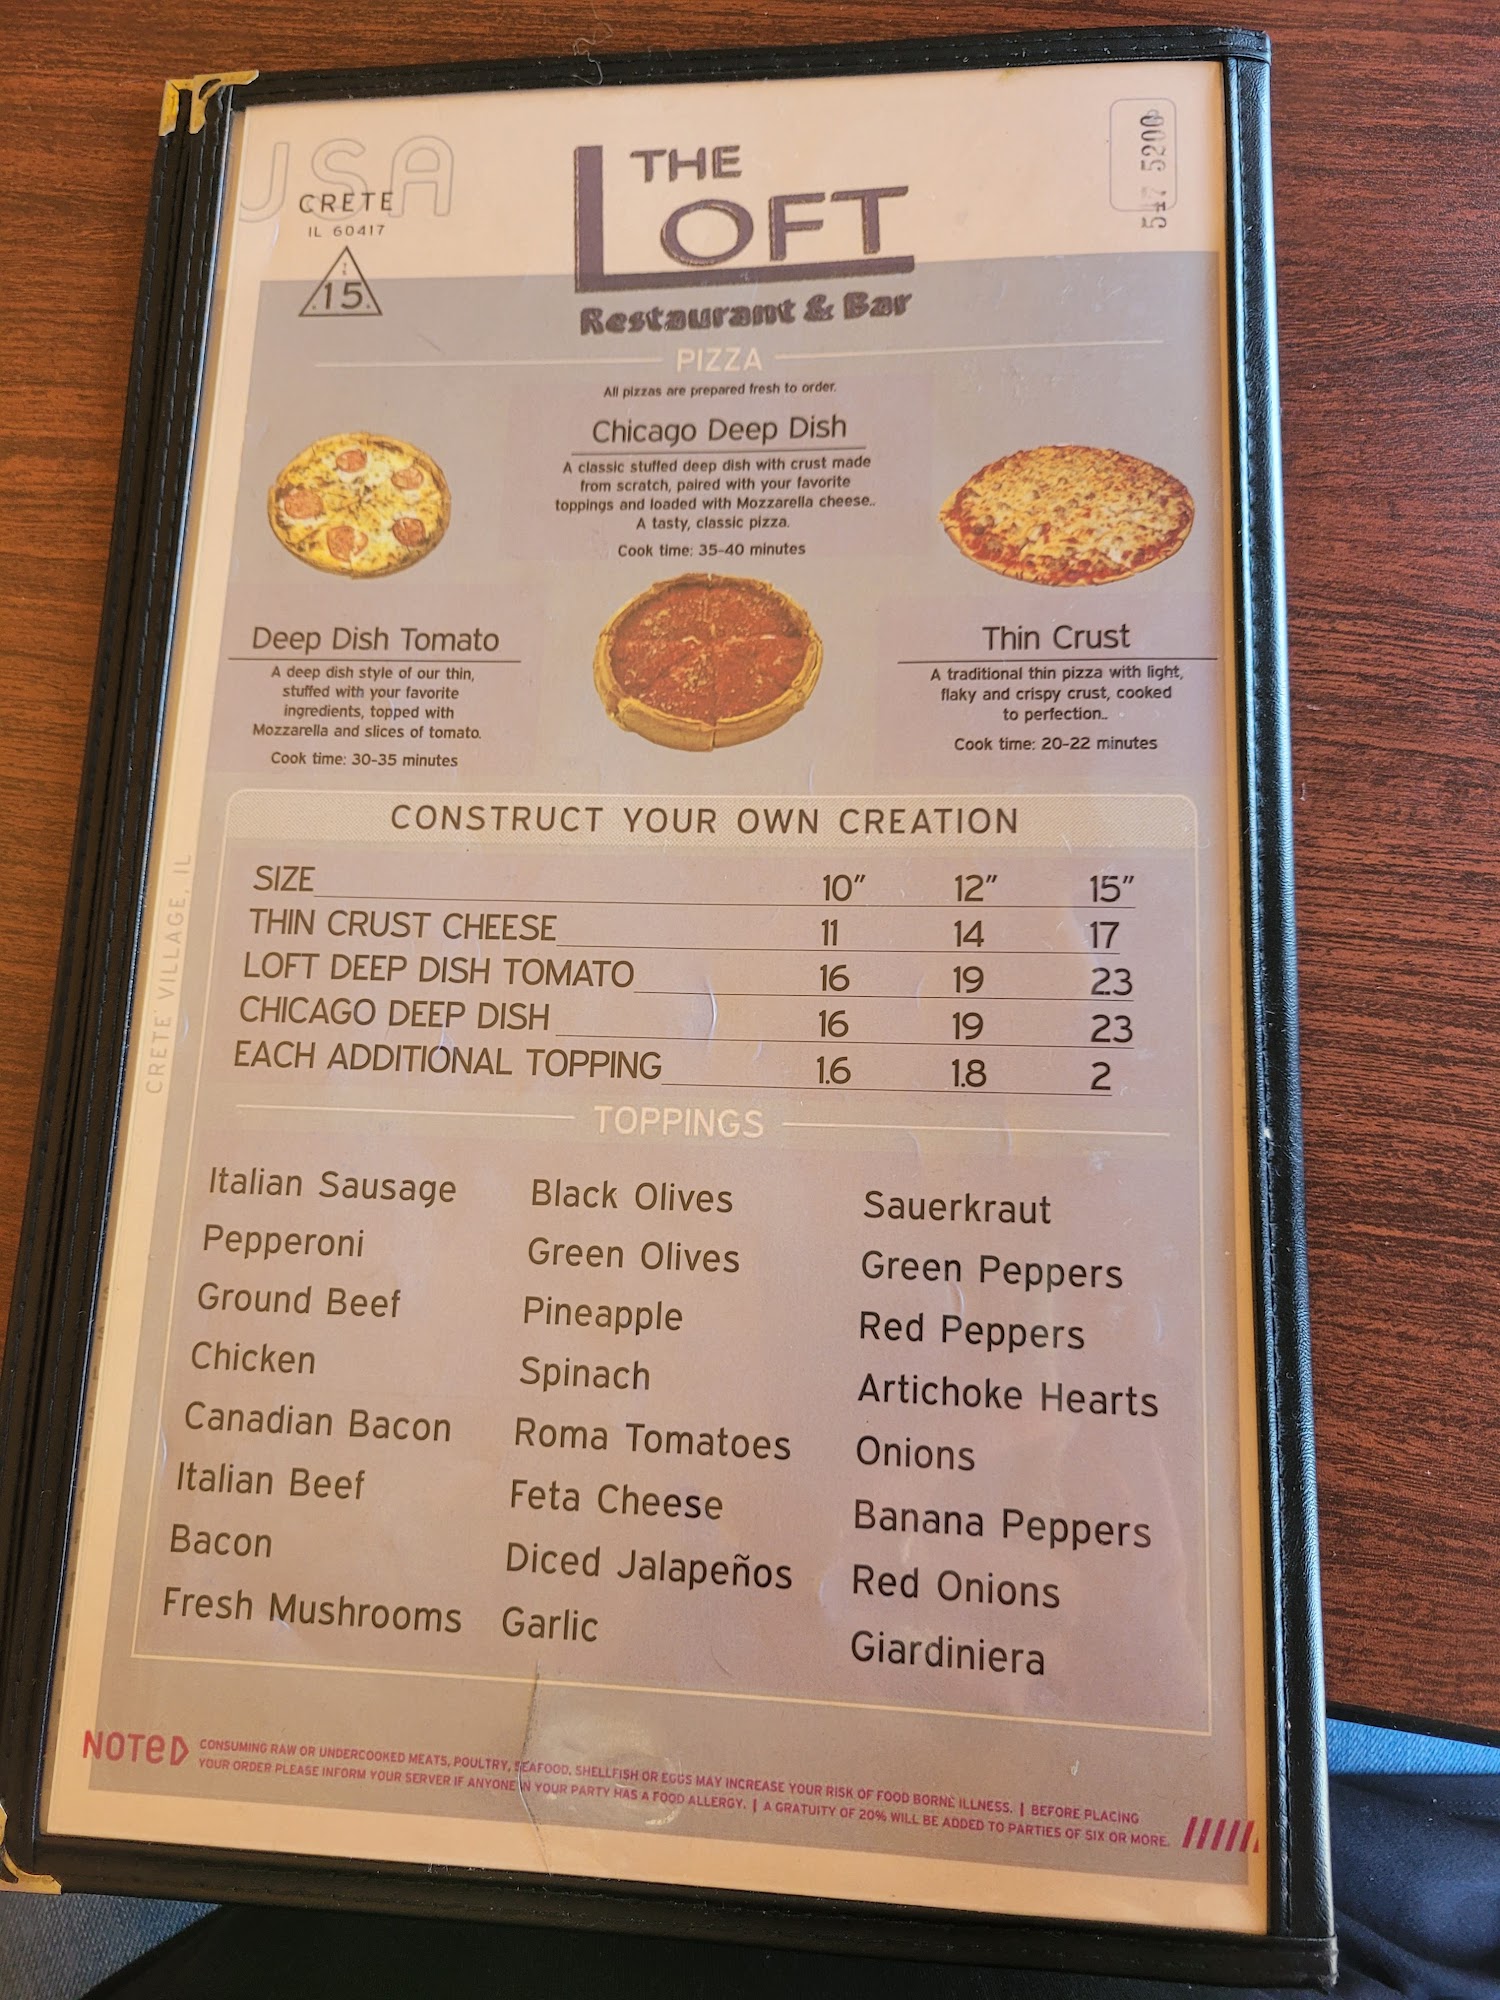 USA
CRETE
IL 60417
15
547 5200
THE
LOFT
Restaurant & Bar
PIZZA
All pizzas are prepared fresh to order.
Chicago Deep Dish
A classic stuffed deep dish with crust made
from scratch, paired with your favorite
toppings and loaded with Mozzarella cheese..
A tasty, classic pizza.
Cook time: 35-40 minutes
Deep Dish Tomato
A deep dish style of our thin,
stuffed with your favorite
ingredients, topped with
Mozzarella and slices of tomato.
Cook time: 30-35 minutes
Thin Crust
A traditional thin pizza with light,
flaky and crispy crust, cooked
to perfection..
Cook time: 20-22 minutes
CRETE VILLAGE, IL
CONSTRUCT YOUR OWN CREATION
SIZE 10" 12" 15"
THIN CRUST CHEESE 11 14 17
LOFT DEEP DISH TOMATO 16 19 23
CHICAGO DEEP DISH 16 19 23
EACH ADDITIONAL TOPPING 1.6 1.8 2
TOPPINGS
Italian Sausage
Pepperoni
Ground Beef
Chicken
Canadian Bacon
Italian Beef
Bacon
Fresh Mushrooms
Black Olives
Green Olives
Pineapple
Spinach
Roma Tomatoes
Feta Cheese
Diced Jalapeños
Garlic
Sauerkraut
Green Peppers
Red Peppers
Artichoke Hearts
Onions
Banana Peppers
Red Onions
Giardiniera
NOTED
CONSUMING RAW OR UNDERCOOKED MEATS, POULTRY, SEAFOOD, SHELLFISH OR EGGS MAY INCREASE YOUR RISK OF FOOD BORNE ILLNESS. | BEFORE PLACING
YOUR ORDER PLEASE INFORM YOUR SERVER IF ANYONE IN YOUR PARTY HAS A FOOD ALLERGY. | A GRATUITY OF 20% WILL BE ADDED TO PARTIES OF SIX OR MORE.